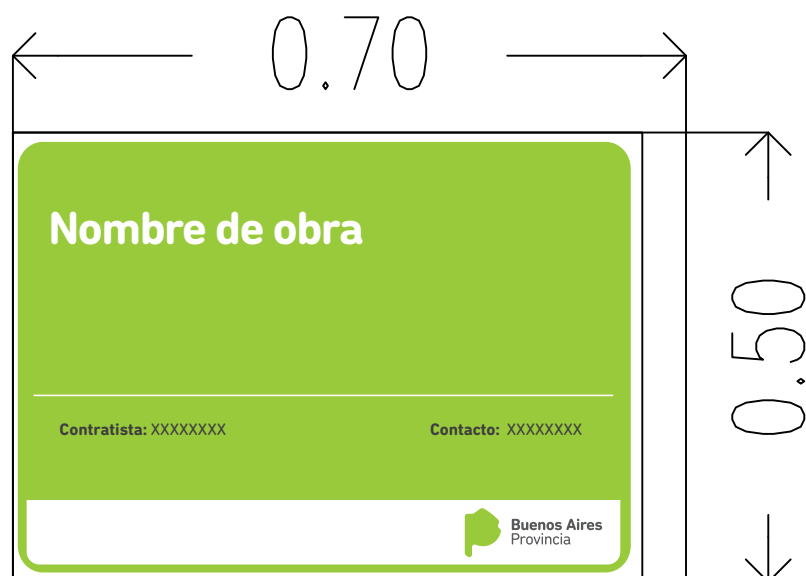 0.70
Nombre de obra
0.50
Contratista: XXXXXXXX
Contacto: XXXXXXXX
Buenos Aires
Provincia